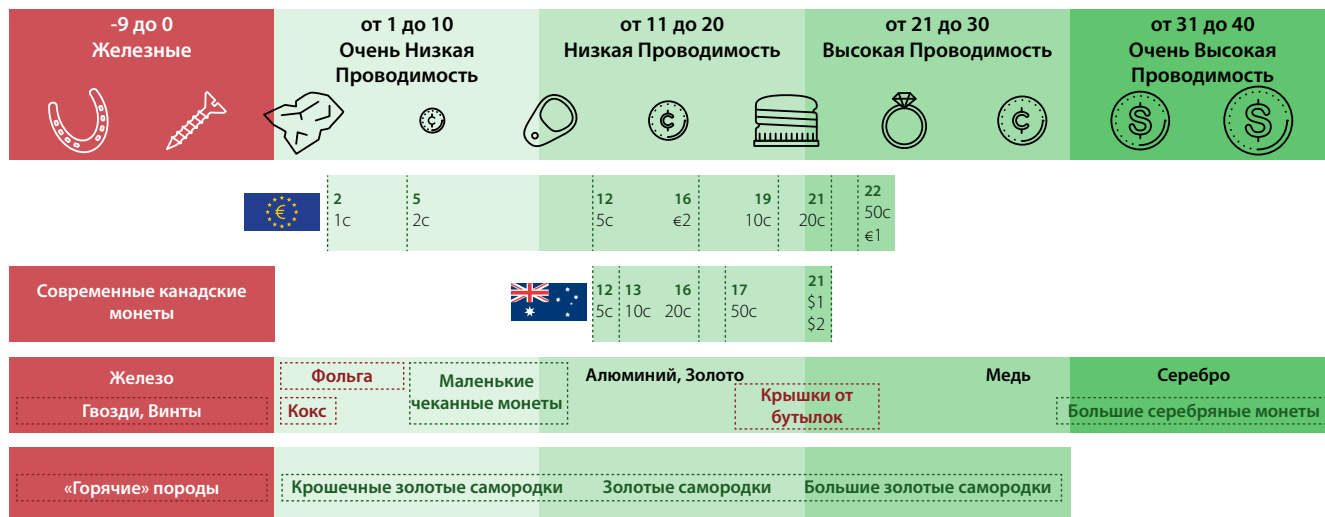 -9 до 0
Железные
от 1 до 10
Очень Низкая
Проводимость
от 11 до 20
Низкая Проводимость
от 21 до 30
Высокая Проводимость
от 31 до 40
Очень Высокая
Проводимость
¢
¢
¢
$
$
€
2
1c
5
2c
12
5c
16
€2
19
10c
21
20c
22
50c
€1
Современные канадские
монеты
12
5c
13
10c
16
20c
17
50c
21
$1
$2
Железо
Гвозди, Винты
Фольга
Кокс
Маленькие
чеканные монеты
Алюминий, Золото
Крышки от
бутылок
Медь
Серебро
Большие серебряные монеты
«Горячие» породы
Крошечные золотые самородки
Золотые самородки
Большие золотые самородки